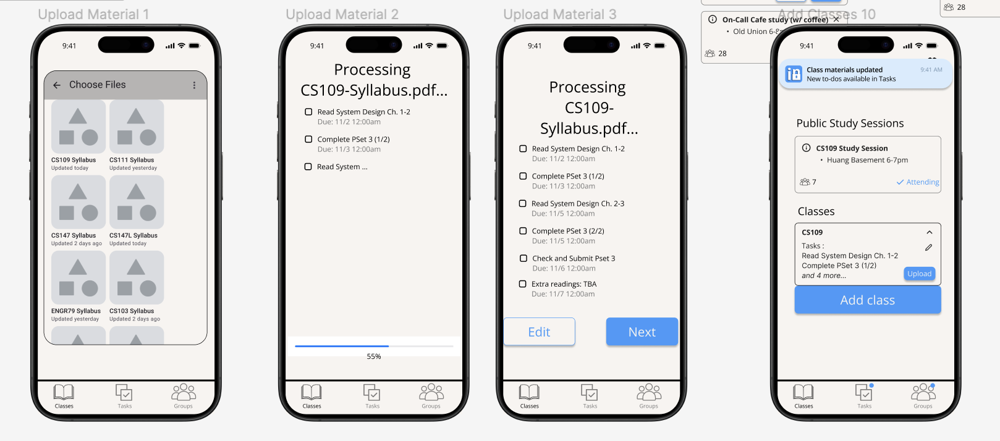 Upload Material 1
9:41
Choose Files
CS109 Syllabus
Updated today
CS111 Syllabus
Updated yesterday
CS147 Syllabus
Updated 2 days ago
CS147L Syllabus
Updated today
ENGR79 Syllabus
Updated yesterday
CS103 Syllabus
Updated 2 days ago
Classes
Tasks
Groups
Upload Material 2
9:41
Processing
CS109-Syllabus.pdf...
Read System Design Ch. 1-2
Due: 11/2 12:00am
Complete PSet 3 (1/2)
Due: 11/3 12:00am
Read System ...
55%
Classes
Tasks
Groups
Upload Material 3
9:41
Processing
CS109-
Syllabus.pdf...
Read System Design Ch. 1-2
Due: 11/2 12:00am
Complete PSet 3 (1/2)
Due: 11/3 12:00am
Read System Design Ch. 2-3
Due: 11/5 12:00am
Complete PSet 3 (2/2)
Due: 11/5 12:00am
Check and Submit Pset 3
Due: 11/6 12:00am
Extra readings: TBA
Due: 11/7 12:00am
Edit
Next
Classes
Tasks
Groups
On-Call Cafe study (w/ coffee)
• Old Union 6-8
28
28
Add Classes 10
9:41
Class materials updated
9:41 AM
New to-dos available in Tasks
Public Study Sessions
CS109 Study Session
• Huang Basement 6-7pm
7
Attending
Classes
CS109
Tasks :
Read System Design Ch. 1-2
Complete PSet 3 (1/2)
and 4 more...
Upload
Add class
Classes
Tasks
Groups